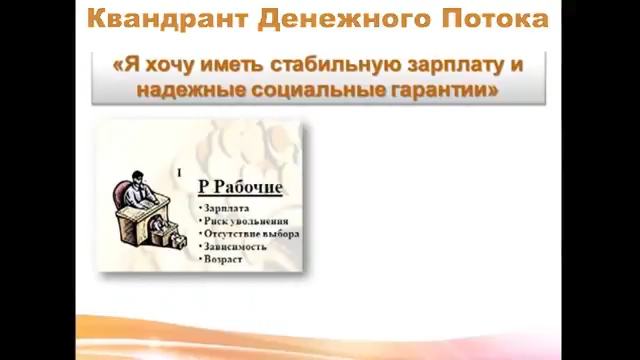 Квандрант Денежного Потока
«Я хочу иметь стабильную зарплату и
надежные социальные гарантии»
I
Р Рабочие
• Зарплата
• Риск увольнения
• Отсутствие выбора
• Зависимость
• Возраст